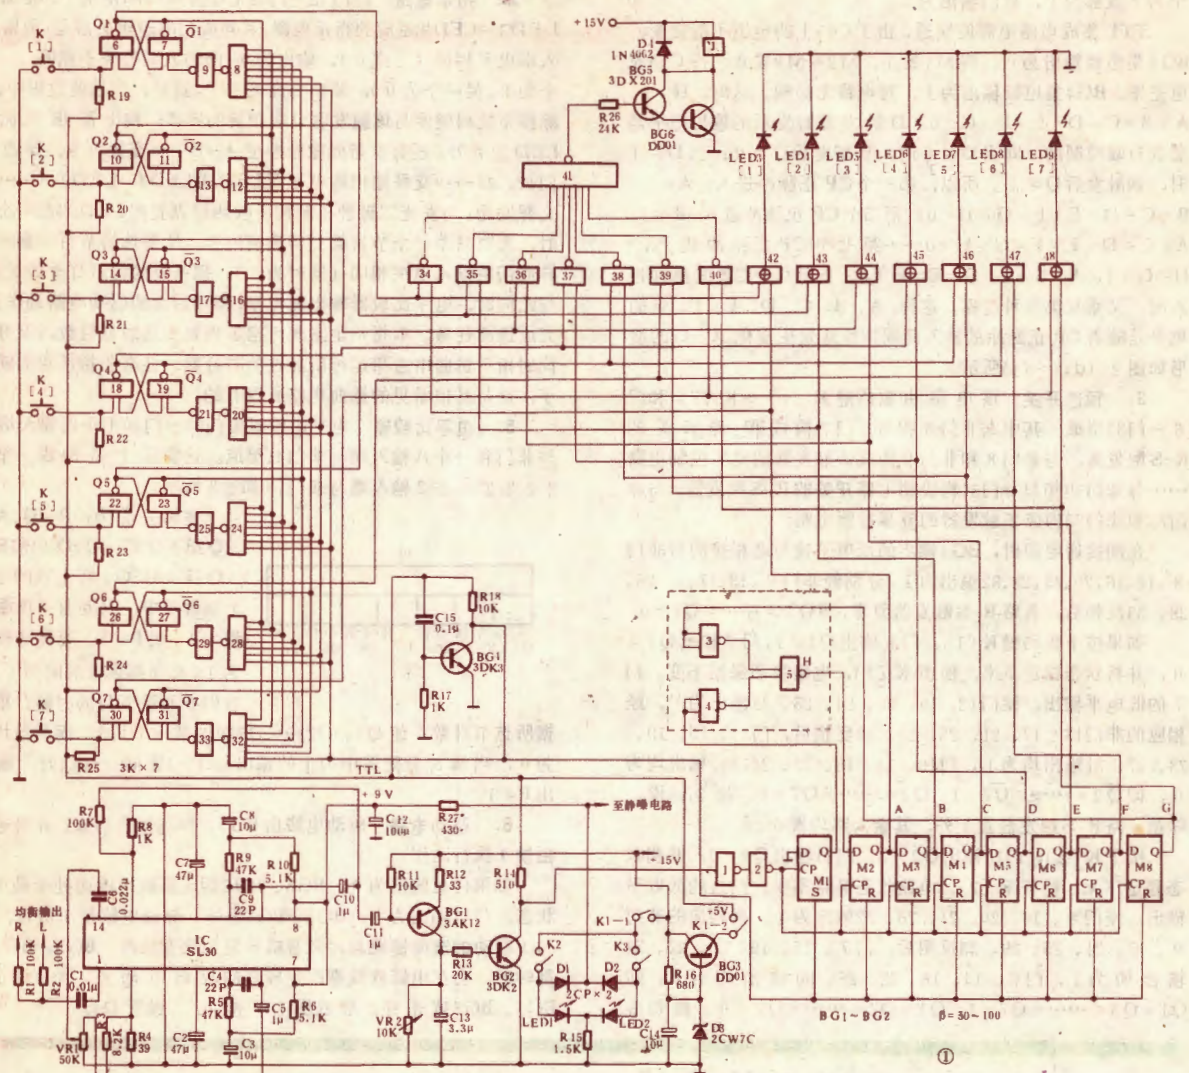 Q1 Q̄1
6 7 9 8
K [1]
R19
Q2 Q̄2
10 11 13 12
K [2]
R20
Q3 Q̄3
14 15 17 16
K [3]
R21
Q4 Q̄4
18 19 21 20
K [4]
R22
Q5 Q̄5
22 23 25 24
K [5]
R23
Q6 Q̄6
26 27 29 28
K [6]
R24
Q7 Q̄7
30 31 33 32
K [7]
R25 3K×7
+15V
D1
1N4002
J
BG5
3DX201
R26
24K
BG6
DD01
41
LED1 [1]
LED6 [4]
LED7 [5]
LED8 [6]
LED9 [7]
34 35 36 37 38 39 40
42 43 44 45 46 47 48
R18
10K
C15
0.1μ
BG4
3DK3
R17
1K
TTL
3 4 5 H
+9V
至静噪电路
R7
100K
R8
1K
C8
10μ
C7
47μ
R9
47K
R10
5.1K
C9
22P
C6
0.022μ
C12
100μ
R27
430
R11
10K
R12
33
R14
510
C10
1μ
C11
1μ
BG1
3AK12
R13
20K
BG2
3DK2
VR2
10K
C13
3.3μ
均衡输出
R L
R1 100K
R2 100K
C1
0.01μ
14 8
1 7
IC
SL30
C4
22P
R5
47K
C5
1μ
R6
5.1K
VR1
50K
8.2K
R4
39
C2
47μ
C3
10μ
K2
D1 D2
2CP×2
LED1 LED2
R15
1.5K
K1-1
K3
-15V
+5V
K1-2
R16
680
BG3
DD01
C14
10μ
D8
2CW7C
1 2
A B C D E F G
D Q M1 CP S
D Q M2 CP R
D Q M3 CP R
D Q M4 CP R
D Q M5 CP R
D Q M6 CP R
D Q M7 CP R
D Q M8 CP R
BG1~BG2 β=30~100
①